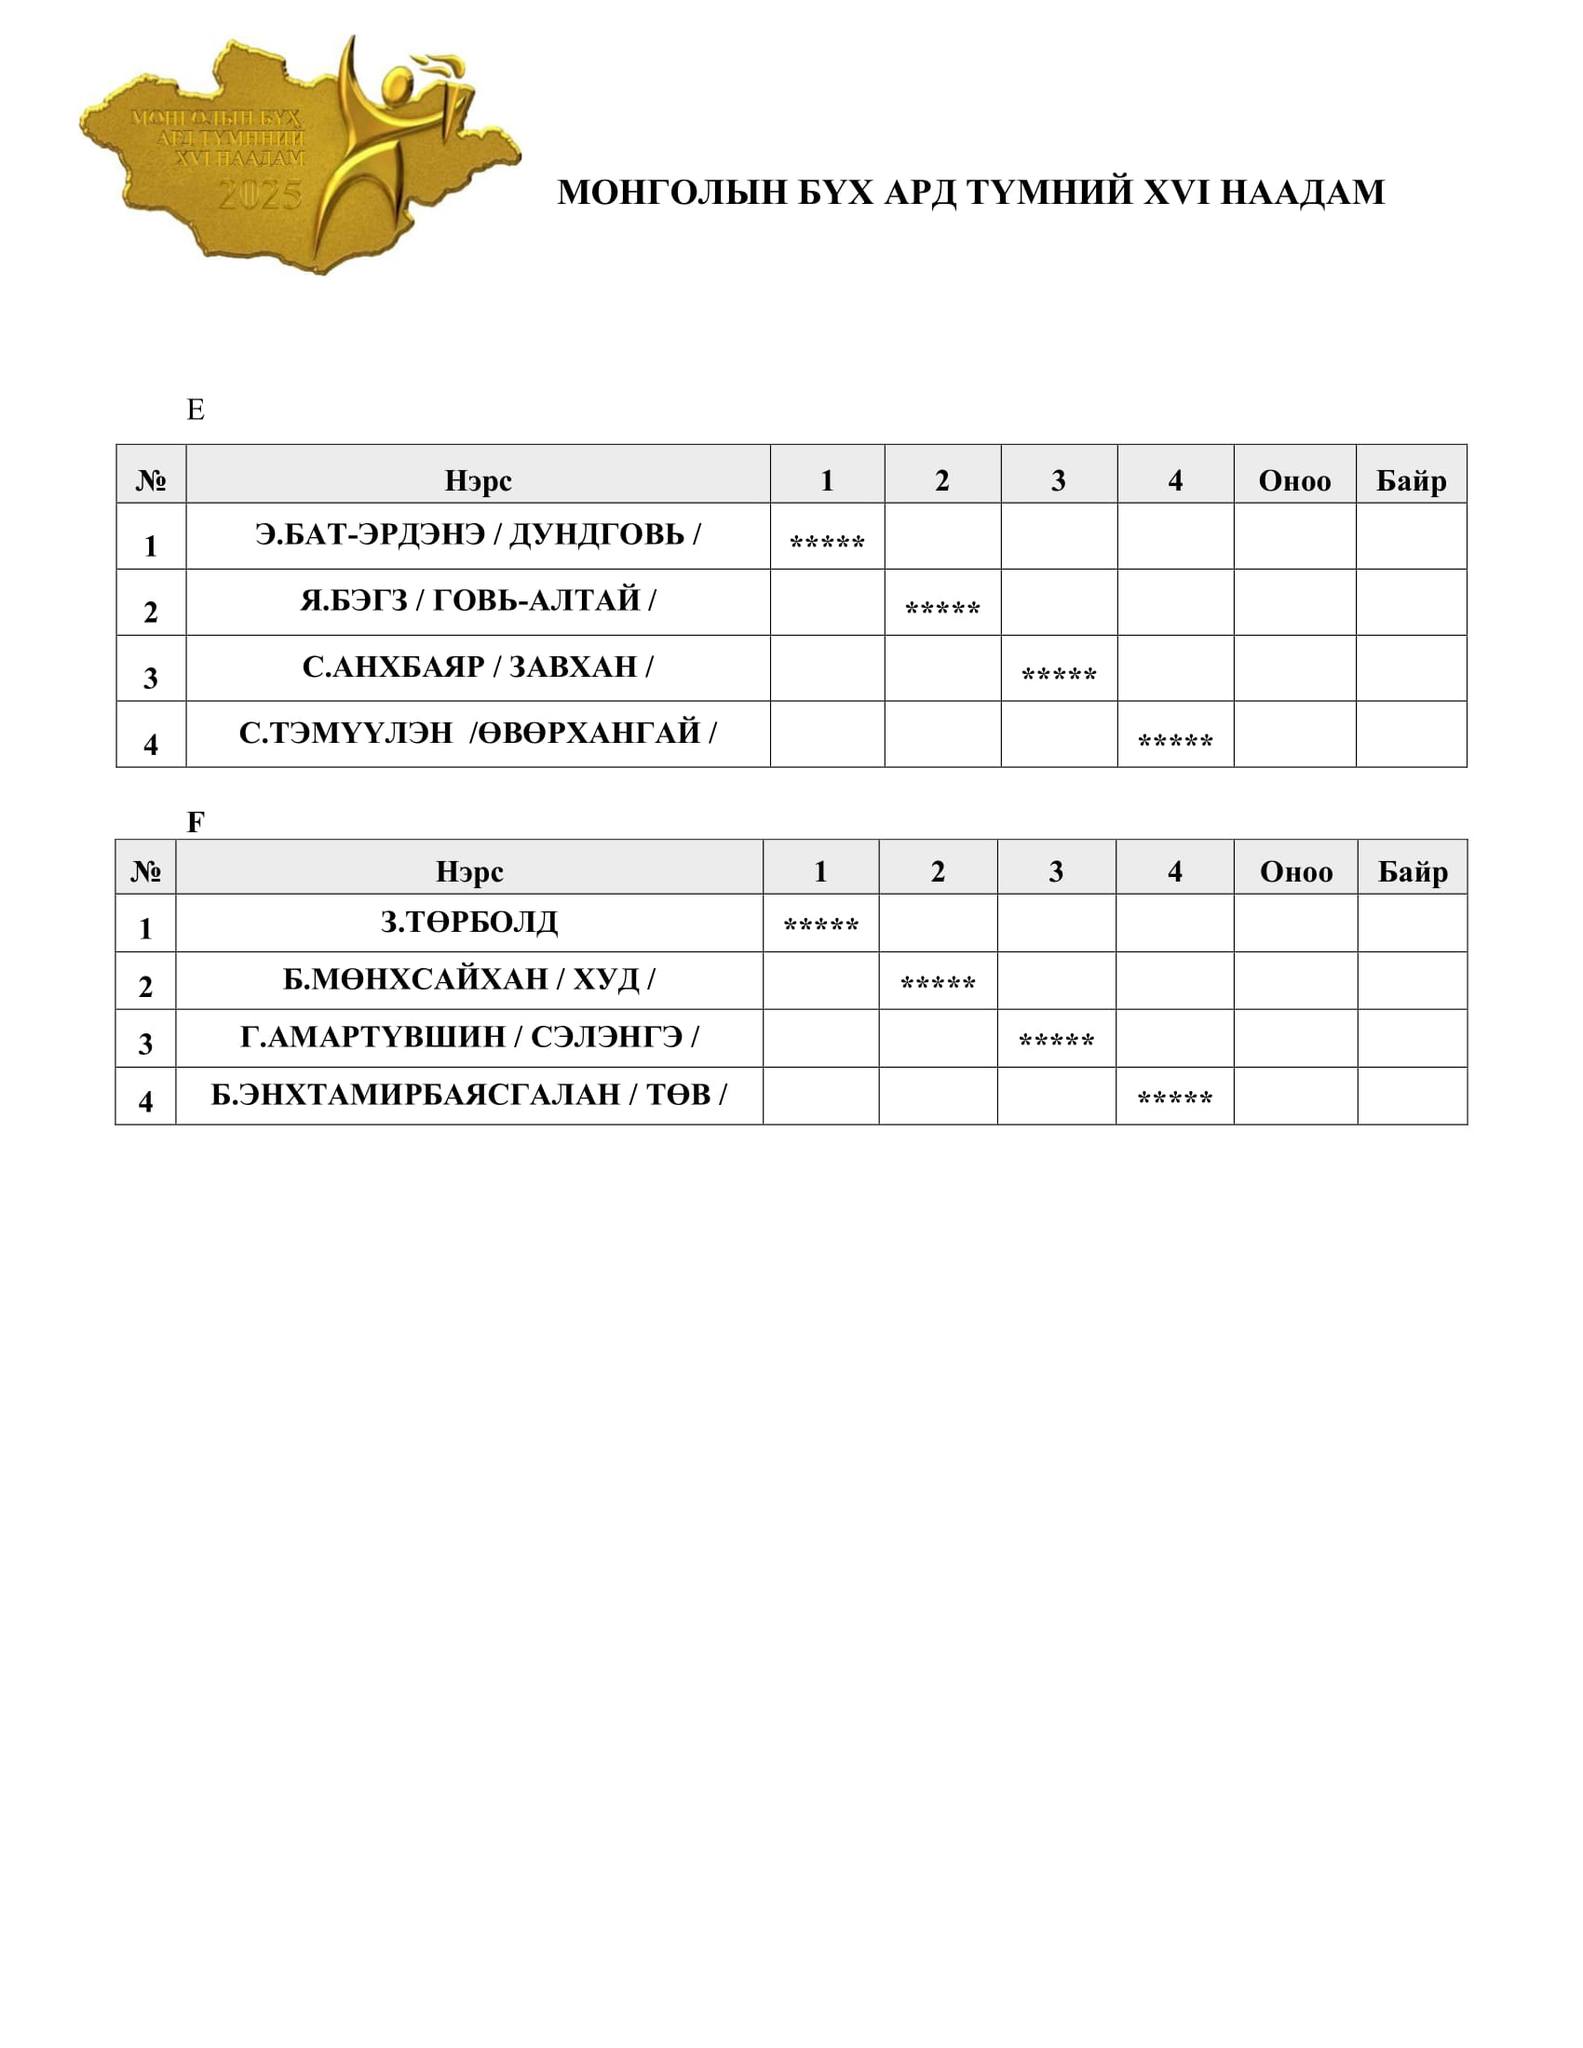 МОНГОЛЫН БҮХ
АРД ТҮМННИЙ
XVI НААДАМ
2025
МОНГОЛЫН БҮХ АРД ТҮМНИЙ XVI НААДАМ
E
№ Нэрс 1 2 3 4 Оноо Байр
1 Э.БАТ-ЭРДЭНЭ / ДУНДГОВЬ / *****
2 Я.БЭГЗ / ГОВЬ-АЛТАЙ / *****
3 С.АНХБАЯР / ЗАВХАН / *****
4 С.ТЭМҮҮЛЭН /ӨВӨРХАНГАЙ / *****
F
№ Нэрс 1 2 3 4 Оноо Байр
1 З.ТӨРБОЛД *****
2 Б.МӨНХСАЙХАН / ХУД / *****
3 Г.АМАРТҮВШИН / СЭЛЭНГЭ / *****
4 Б.ЭНХТАМИРБАЯСГАЛАН / ТӨВ / *****